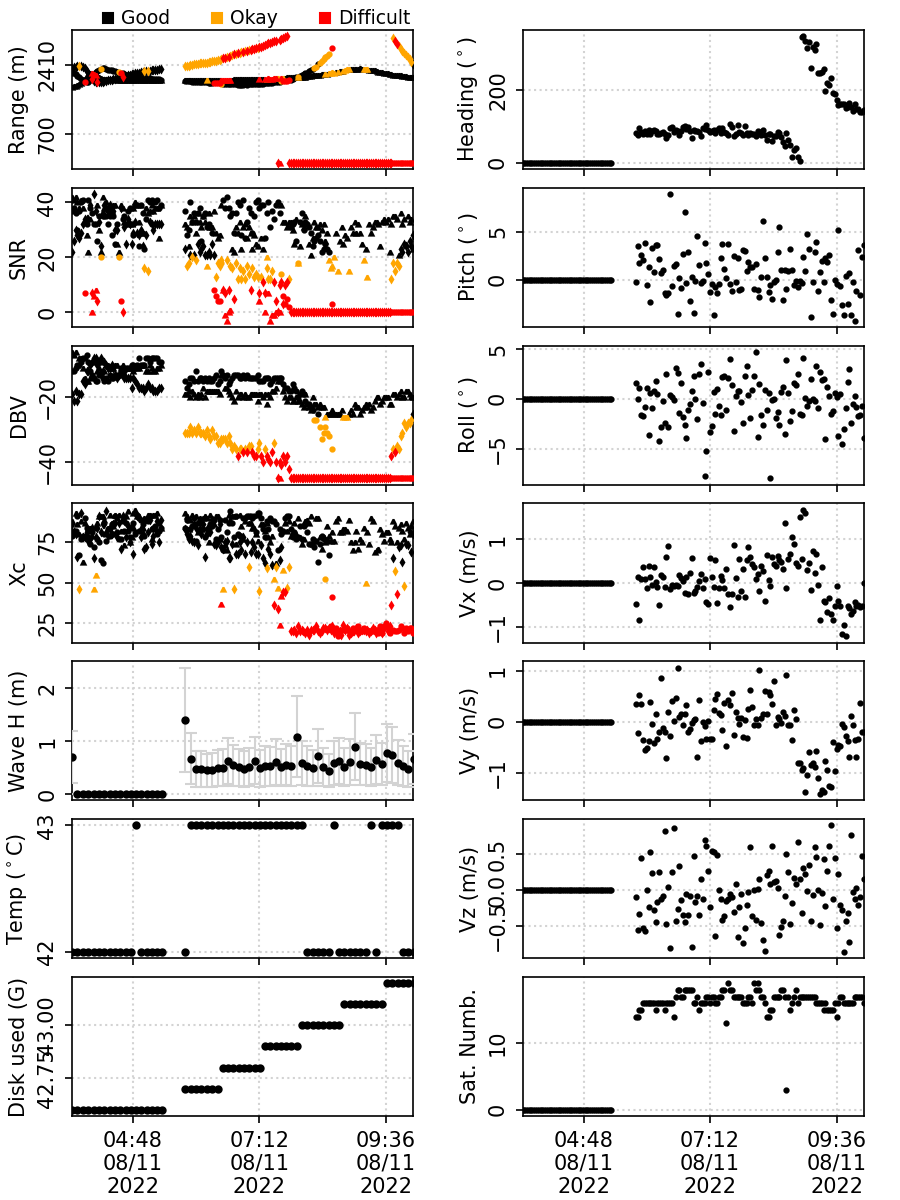 Good Okay Difficult
Range (m)
2410
700
Heading (°)
200
0
SNR
40
20
0
Pitch (°)
5
0
DBV
−20
−40
Roll (°)
5
0
−5
Xc
75
50
25
Vx (m/s)
1
0
−1
Wave H (m)
2
1
0
Vy (m/s)
1
0
−1
Temp (°C)
43
42
Vz (m/s)
0.5
0.0
−0.5
Disk used (G)
43.00
42.75
Sat. Numb.
10
0
04:48 07:12 09:36 04:48 07:12 09:36
08/11 08/11 08/11 08/11 08/11 08/11
2022 2022 2022 2022 2022 2022